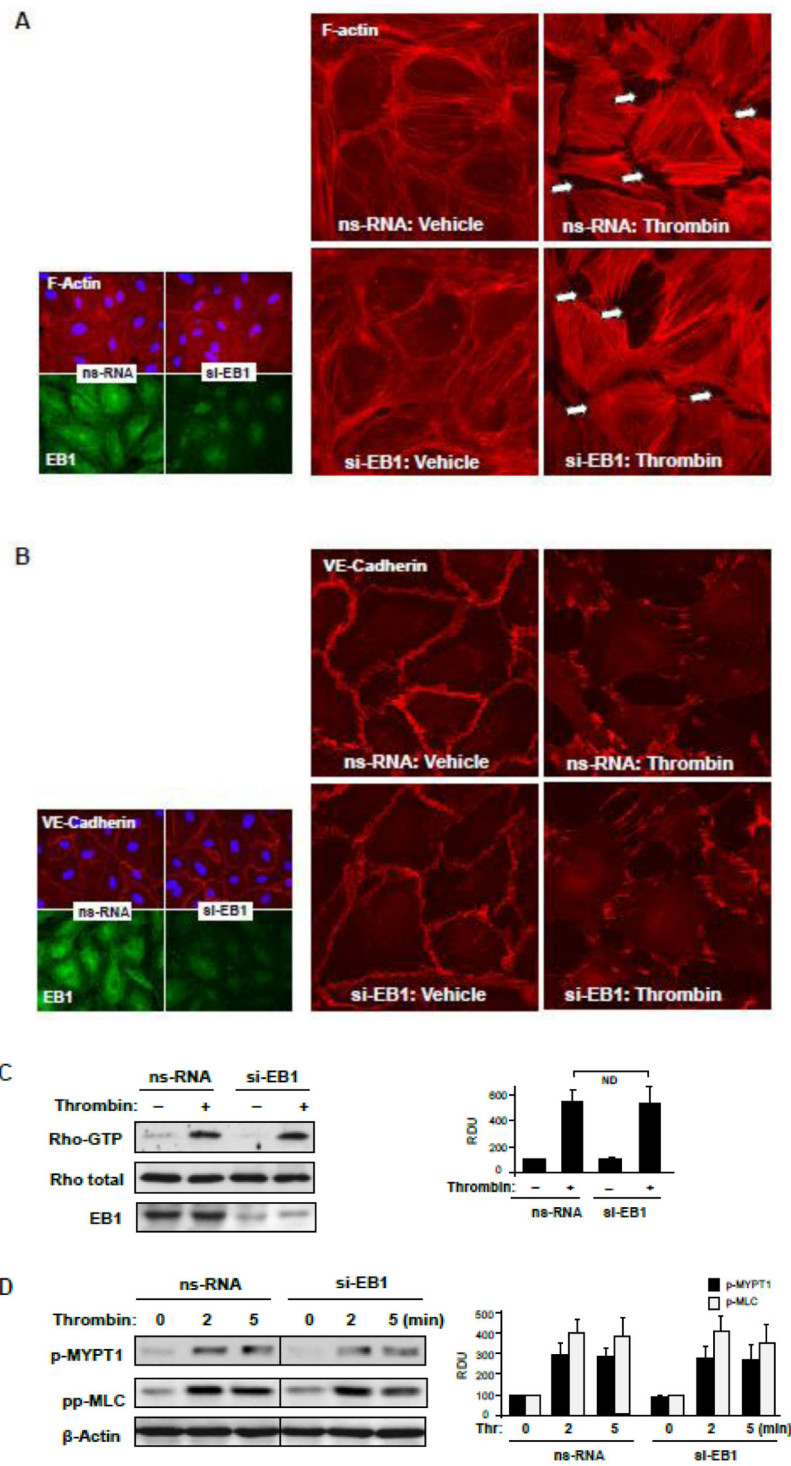 A
F-actin
ns-RNA: Vehicle
ns-RNA: Thrombin
F-Actin
ns-RNA
si-EB1
EB1
si-EB1: Vehicle
si-EB1: Thrombin
B
VE-Cadherin
ns-RNA: Vehicle
ns-RNA: Thrombin
VE-Cadherin
ns-RNA
si-EB1
EB1
si-EB1: Vehicle
si-EB1: Thrombin
C
ns-RNA si-EB1
Thrombin: – + – +
Rho-GTP
Rho total
EB1
ND
RDU
600
400
200
0
Thrombin: – + – +
ns-RNA si-EB1
D
ns-RNA si-EB1
Thrombin: 0 2 5 0 2 5 (min)
p-MYPT1
pp-MLC
β-Actin
p-MYPT1
p-MLC
RDU
500
400
300
200
100
0
Thr: 0 2 5 0 2 5 (min)
ns-RNA si-EB1